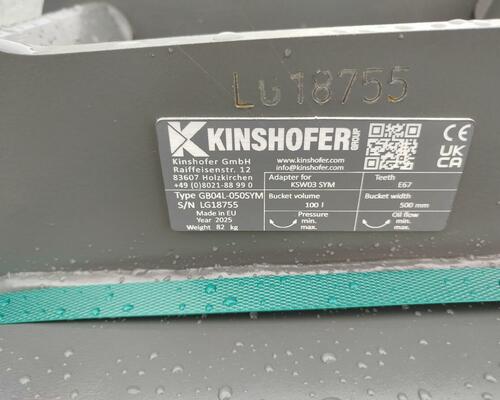 LG18755
KINSHOFER GROUP
Kinshofer GmbH
Raiffeisenstr. 12
83607 Holzkirchen
+49 (0)8021-88 99 0
www.kinshofer.com
info@kinshofer.com
CE
UK
CA
Type GB04L-050SYM
S/N LG18755
Made in EU
Year 2025
Weight 82 kg
Adapter for
KSW03 SYM
Teeth
E67
Bucket volume
100 l
Bucket width
500 mm
Pressure
min.
max.
Oil flow
min.
max.